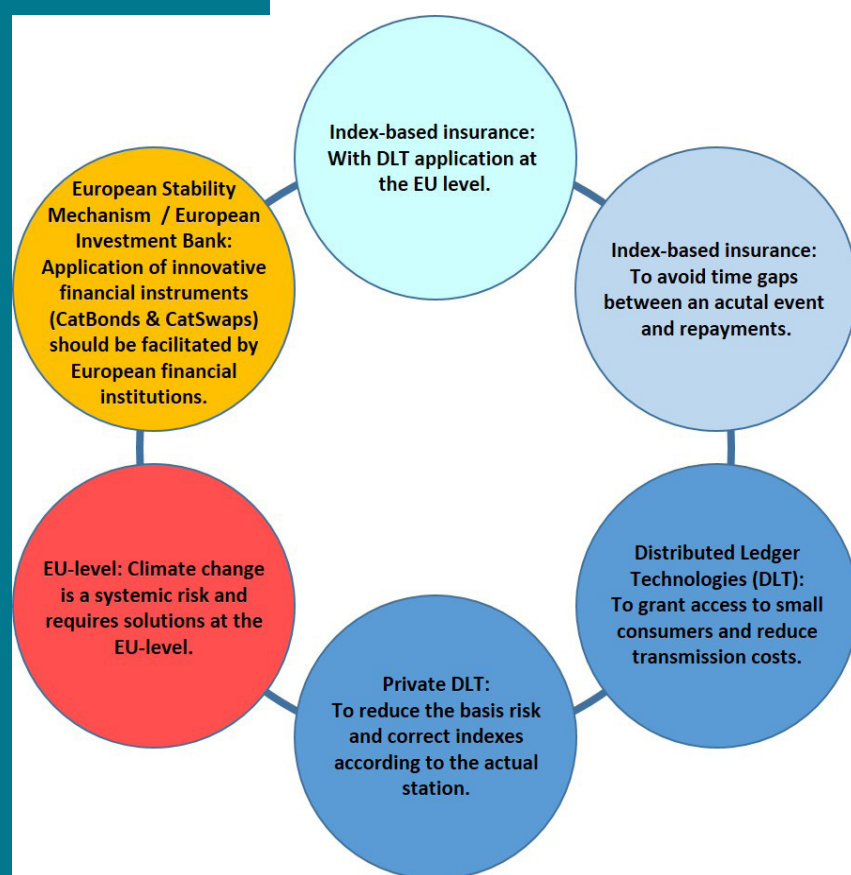 Index-based insurance:
With DLT application at
the EU level.
Index-based insurance:
To avoid time gaps
between an acutal event
and repayments.
Distributed Ledger
Technologies (DLT):
To grant access to small
consumers and reduce
transmission costs.
Private DLT:
To reduce the basis risk
and correct indexes
according to the actual
station.
EU-level: Climate change
is a systemic risk and
requires solutions at the
EU-level.
European Stability
Mechanism / European
Investment Bank:
Application of innovative
financial instruments
(CatBonds & CatSwaps)
should be facilitated by
European financial
institutions.